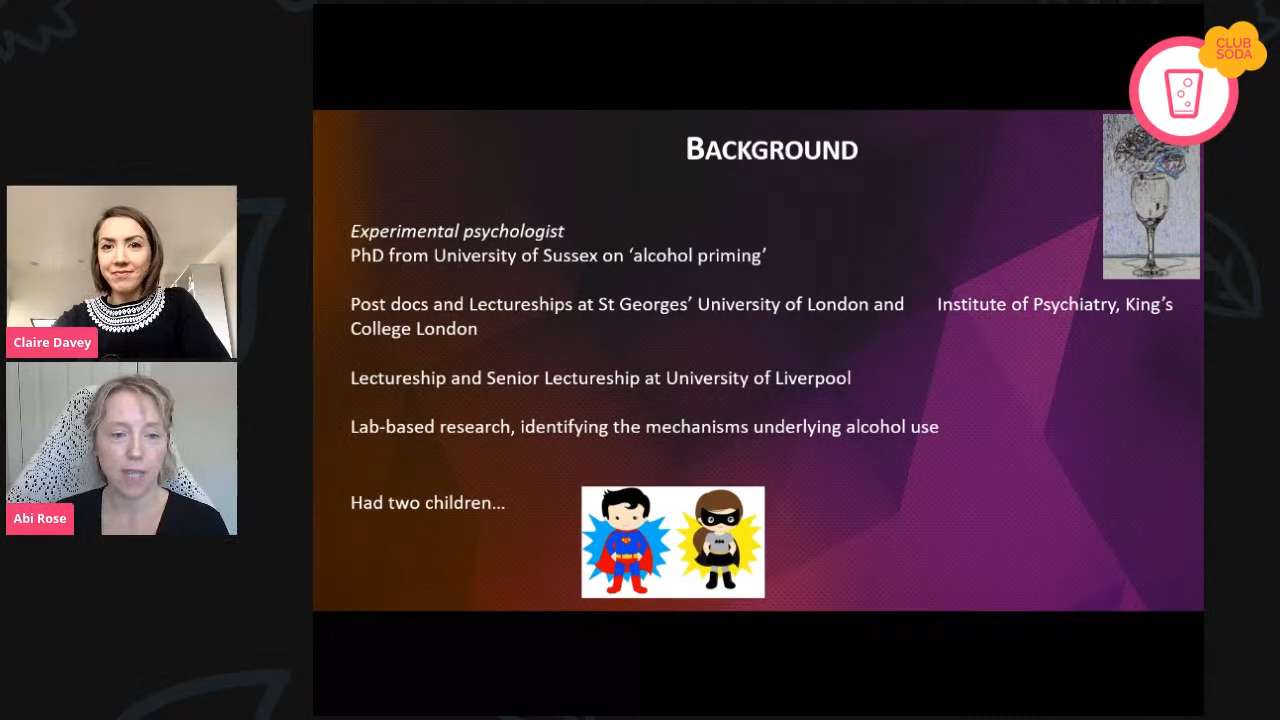 CLUB
SODA
BACKGROUND
Experimental psychologist
PhD from University of Sussex on ‘alcohol priming’
Post docs and Lectureships at St Georges’ University of London and Institute of Psychiatry, King’s
College London
Lectureship and Senior Lectureship at University of Liverpool
Lab-based research, identifying the mechanisms underlying alcohol use
Had two children...
Claire Davey
Abi Rose